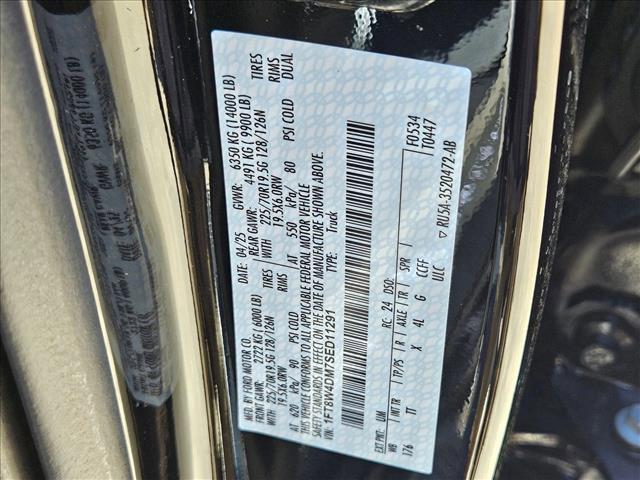 MFD. BY FORD MOTOR CO.
DATE: 04/25 GVWR: 6350 KG (14000 LB)
FRONT GAWR: 2722 KG (6000 LB) REAR GAWR: 4491 KG (9900 LB)
WITH 225/70R19.5G 128/126N TIRES WITH 225/70R19.5G 128/126N TIRES
19.5X6.0RW RIMS 19.5X6.0RW RIMS
AT 620 kPa/ 90 PSI COLD AT 550 kPa/ 80 PSI COLD DUAL
THIS VEHICLE CONFORMS TO ALL APPLICABLE FEDERAL MOTOR VEHICLE
SAFETY STANDARDS IN EFFECT ON THE DATE OF MANUFACTURE SHOWN ABOVE.
VIN: 1FT8W4DM7SED11291 TYPE: Truck
EXT PNT: UM RC: 24 DSO: F0534
WB INT TR TP/PS R AXLE TR SPR T0447
176 TT X 4L G CCFF
ULC ▽ RU5A-3520472-AB